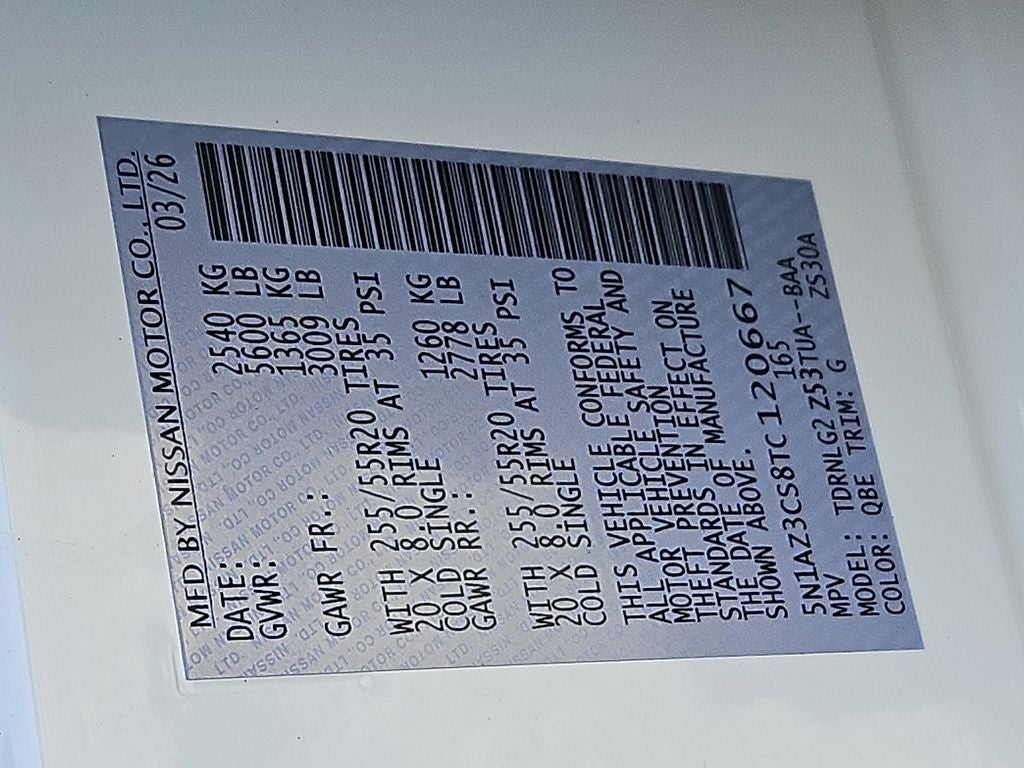 MFD BY NISSAN MOTOR CO., LTD.
DATE: 03/26
GVWR: 2540 KG
5600 LB
1365 KG
GAWR FR.: 3009 LB
WITH 255/55R20 TIRES
20 X 8.0 RIMS AT 35 PSI
COLD SINGLE
GAWR RR.: 1260 KG
2778 LB
WITH 255/55R20 TIRES
20 X 8.0 RIMS AT 35 PSI
COLD SINGLE
THIS VEHICLE CONFORMS TO
ALL APPLICABLE FEDERAL
MOTOR VEHICLE SAFETY AND
THEFT PREVENTION
STANDARDS IN EFFECT ON
THE DATE OF MANUFACTURE
SHOWN ABOVE.
5N1AZ3CS8TC120667
MPV 165
MODEL: TDRNLG2 Z53TUA--BAA
COLOR: QBE TRIM: G ZS30A